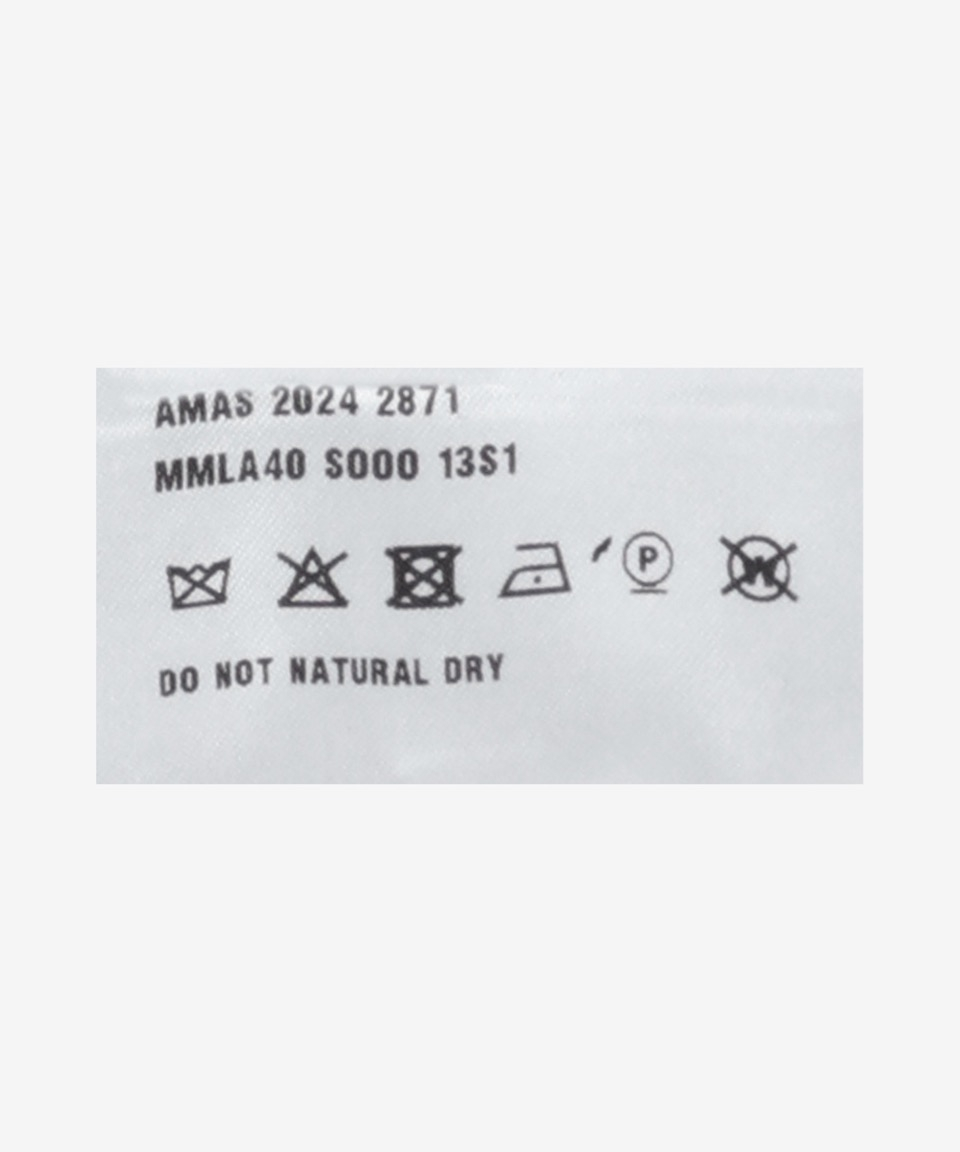 AMAS 2024 2871
MMLA40 S000 13S1
P W
DO NOT NATURAL DRY